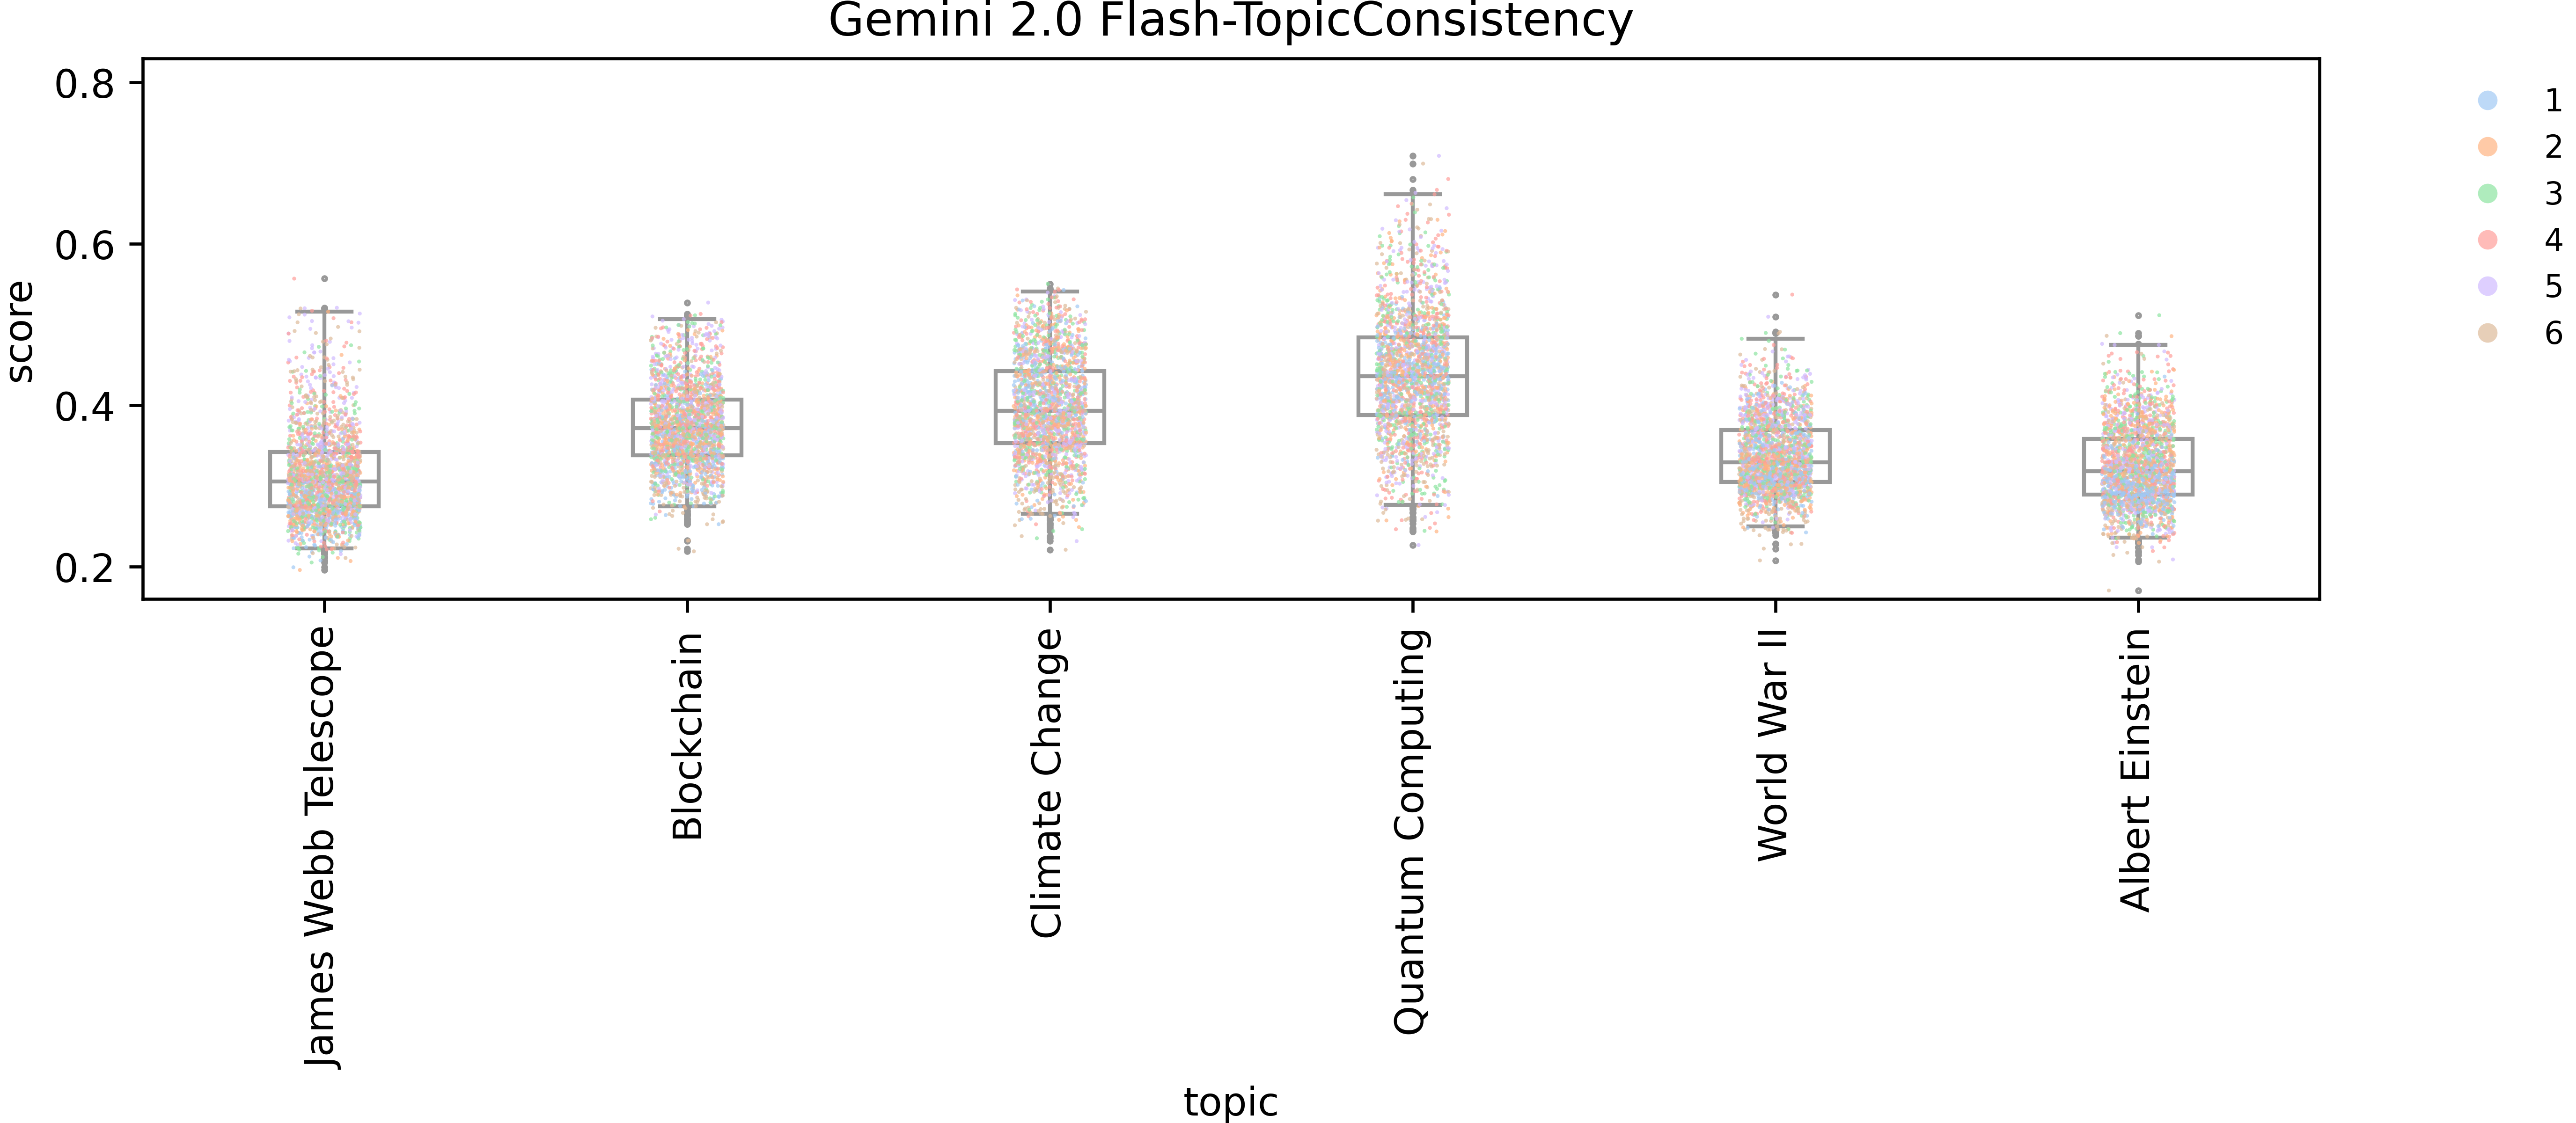 Gemini 2.0 Flash-TopicConsistency
score
0.8
0.6
0.4
0.2
James Webb Telescope
Blockchain
Climate Change
Quantum Computing
World War II
Albert Einstein
topic
1
2
3
4
5
6